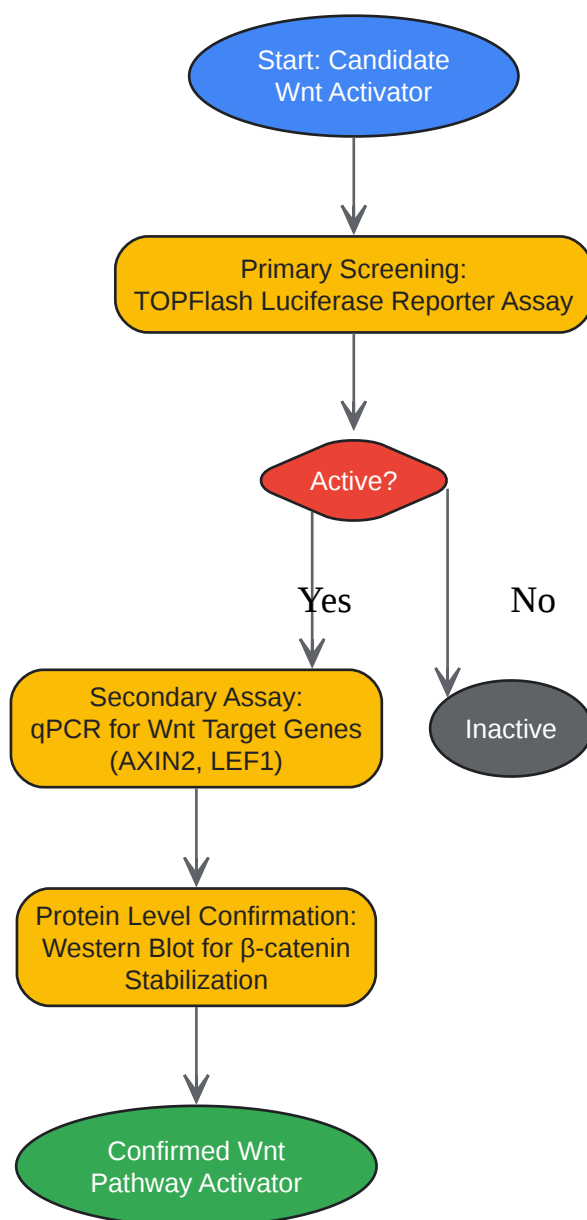 Start: Candidate
Wnt Activator
Primary Screening:
TOPFlash Luciferase Reporter Assay
Active?
Yes
No
Secondary Assay:
qPCR for Wnt Target Genes
(AXIN2, LEF1)
Inactive
Protein Level Confirmation:
Western Blot for β-catenin
Stabilization
Confirmed Wnt
Pathway Activator